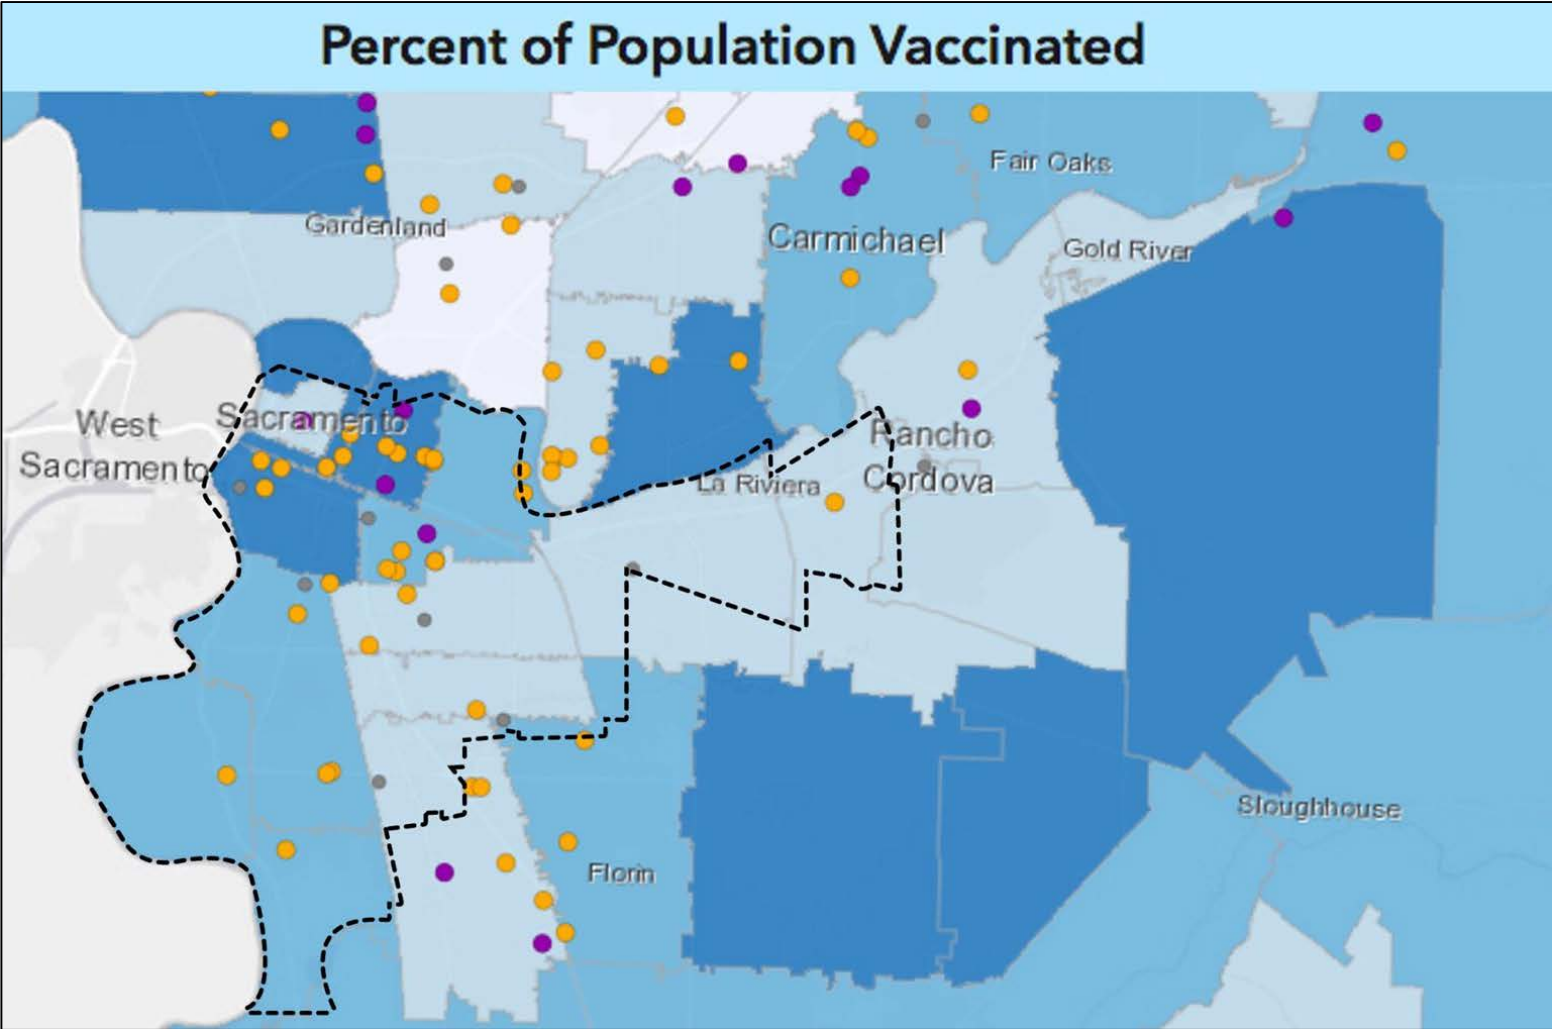 Percent of Population Vaccinated
Fair Oaks
Gardenland
Carmichael
Gold River
West
Sacramento
Sacramento
Rancho
Cordova
La Riviera
Sloughhouse
Florin